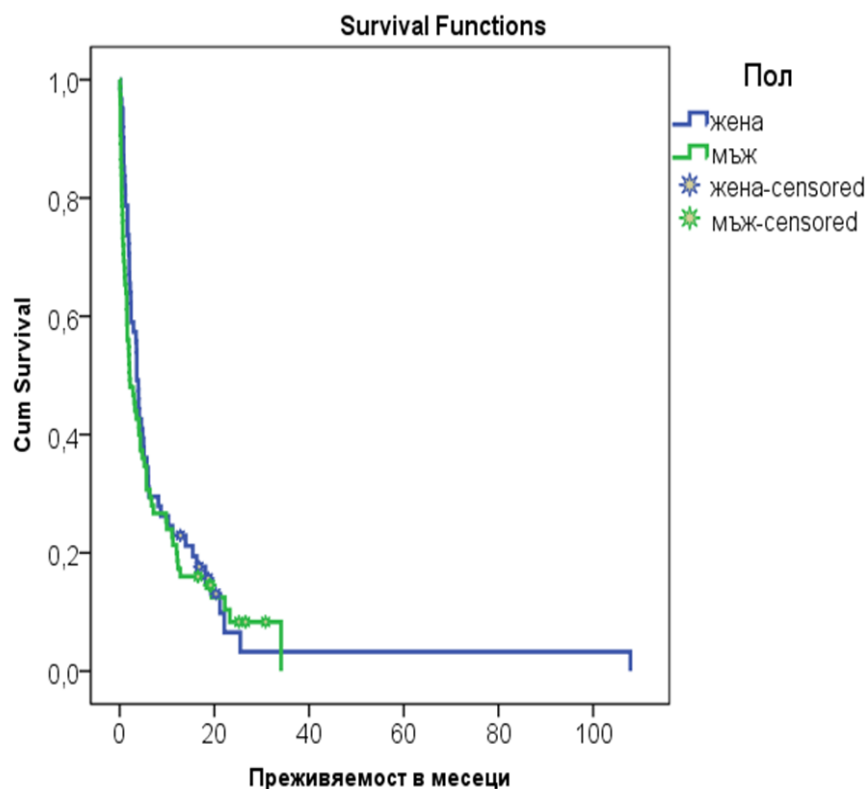 Survival Functions
Пол
жена
мъж
жена-censored
мъж-censored
Cum Survival
1,0
0,8
0,6
0,4
0,2
0,0
0 20 40 60 80 100
Преживяемост в месеци